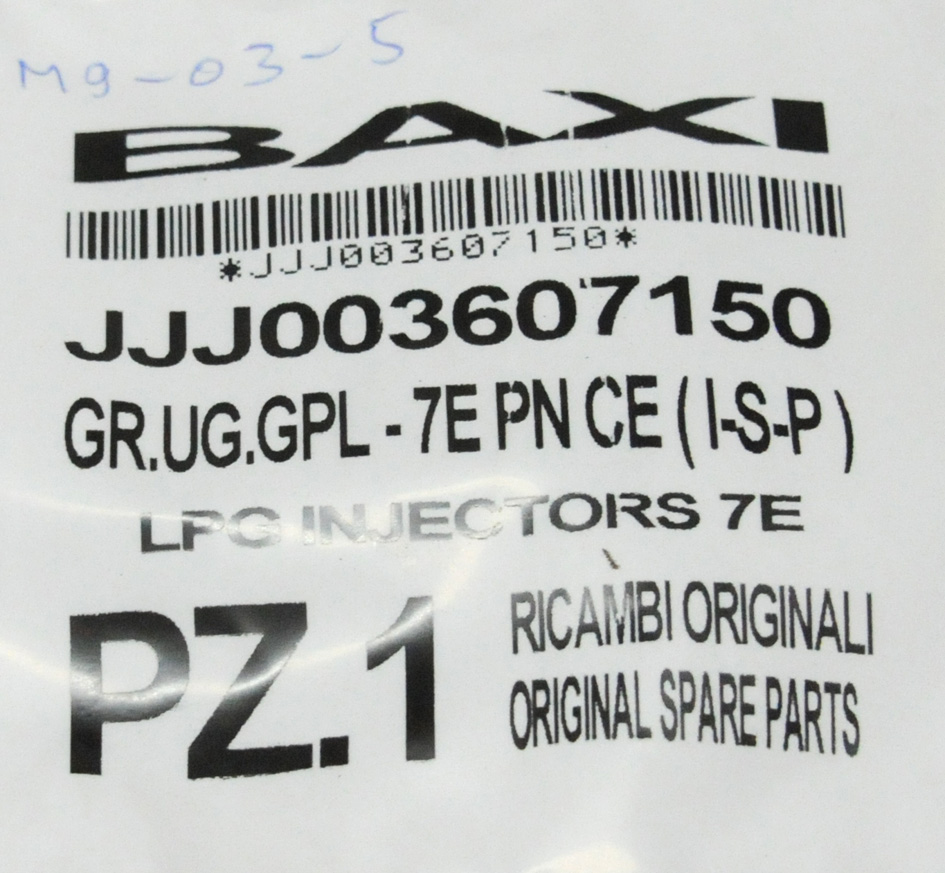 M9-03-5
BAXI
*JJJ003607150*
JJJ003607150
GR.UG.GPL - 7E PN CE ( I-S-P )
LPG INJECTORS 7E
PZ.1
RICAMBI ORIGINALI
ORIGINAL SPARE PARTS